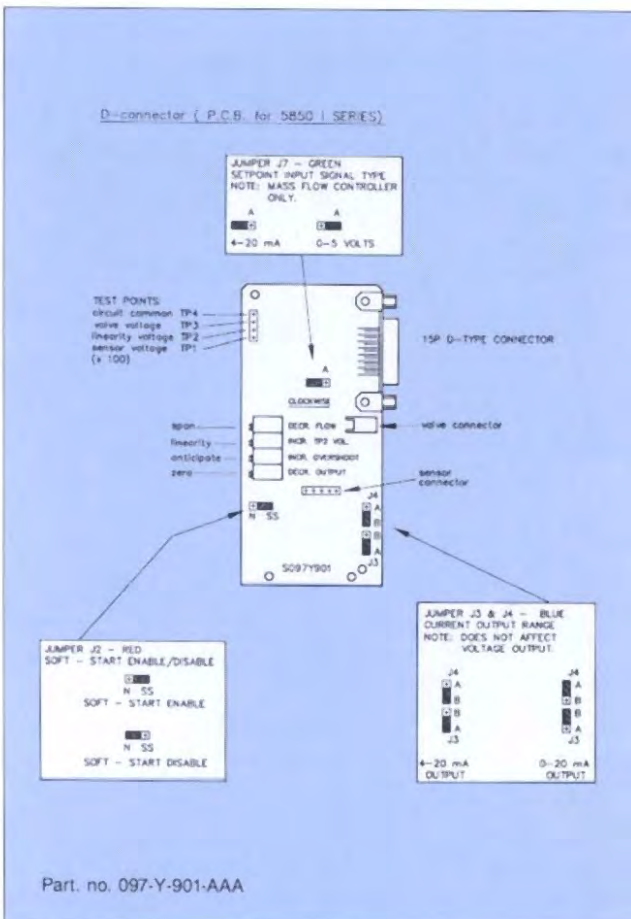 D-connector ( P.C.B. for 5850 i SERIES)
JUMPER J7 - GREEN
SETPOINT INPUT SIGNAL TYPE
NOTE: MASS FLOW CONTROLLER
ONLY.
A A
4-20 mA 0-5 VOLTS
TEST POINTS:
circuit common TP4
valve voltage TP3
linearity voltage TP2
sensor voltage TP1
(x 100)
15P D-TYPE CONNECTOR
A
CLOCKWISE
span DECR. FLOW
valve connector
linearity INCR. TP2 VOL.
anticipate INCR. OVERSHOOT
zero DECR. OUTPUT
sensor
connector
J4
A
B
B
A
J3
N SS
S097Y901
JUMPER J2 - RED
SOFT - START ENABLE/DISABLE
N SS
SOFT - START ENABLE
N SS
SOFT - START DISABLE
JUMPER J3 & J4 - BLUE
CURRENT OUTPUT RANGE
NOTE: DOES NOT AFFECT
VOLTAGE OUTPUT.
J4 J4
A A
B B
B B
A A
J3 J3
4-20 mA 0-20 mA
OUTPUT OUTPUT
Part. no. 097-Y-901-AAA